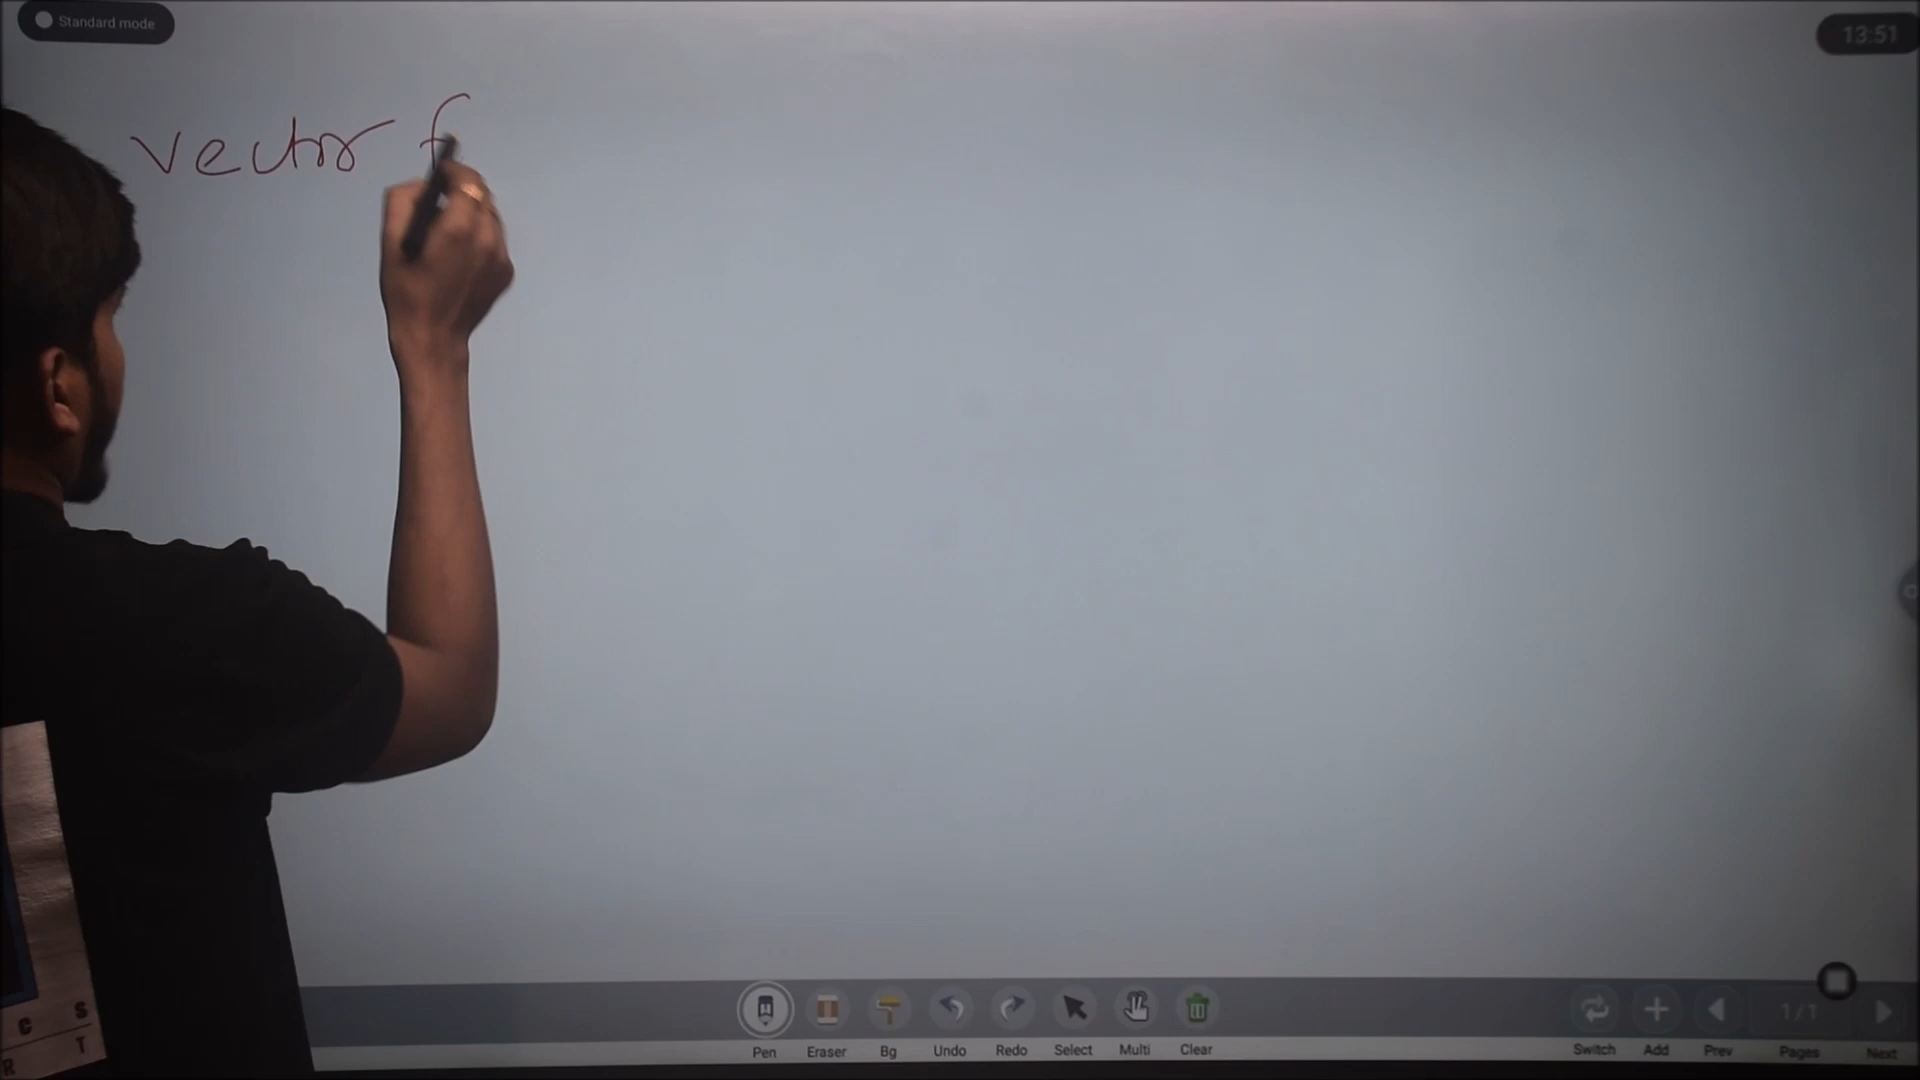 Standard mode
13:51
vector f
Pen Eraser Bg Undo Redo Select Multi Clear
1/1
Switch Add Prev Pages Next
C S
R T